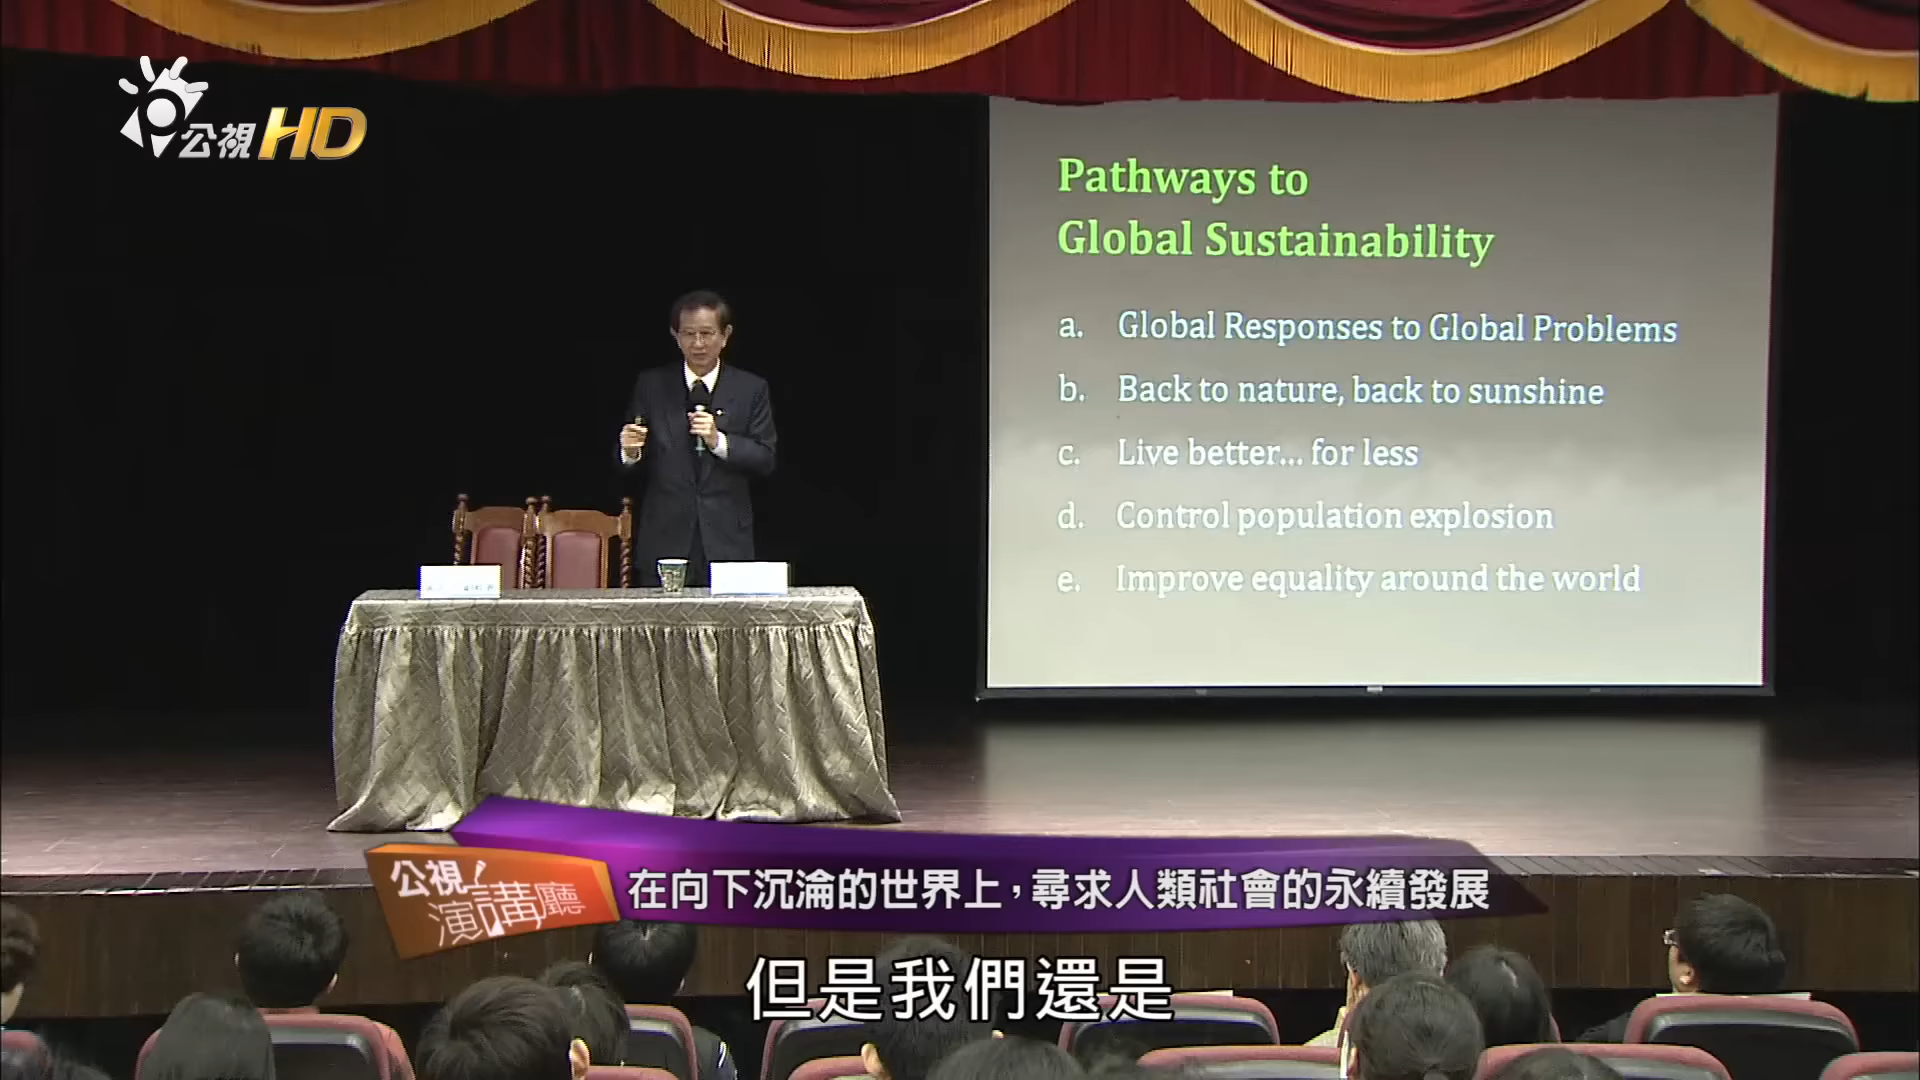 公視HD
Pathways to
Global Sustainability
a. Global Responses to Global Problems
b. Back to nature, back to sunshine
c. Live better... for less
d. Control population explosion
e. Improve equality around the world
公視
演講廳
在向下沉淪的世界上，尋求人類社會的永續發展
但是我們還是